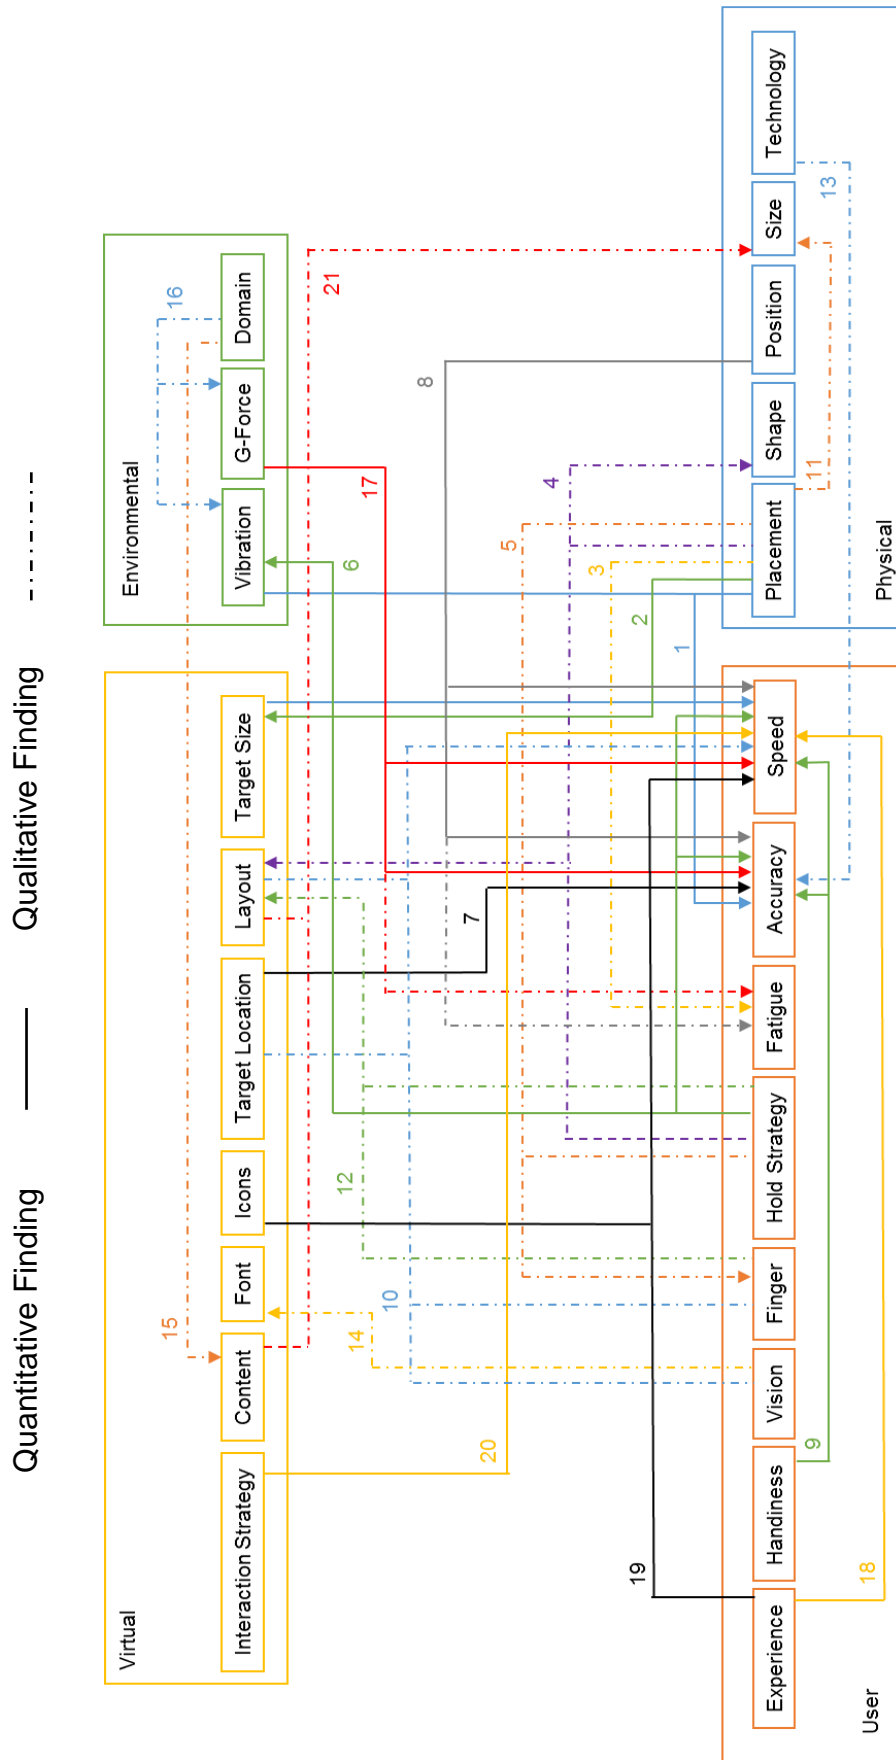 Quantitative Finding
Qualitative Finding
Virtual
Interaction Strategy
Content
Font
Icons
Target Location
Layout
Target Size
Environmental
Vibration
G-Force
Domain
15
16
14
10
12
20
7
17
6
21
8
19
5
4
3
2
1
User
Experience
Handiness
Vision
Finger
Hold Strategy
Fatigue
Accuracy
Speed
Physical
Placement
Shape
Position
Size
Technology
18
9
11
13